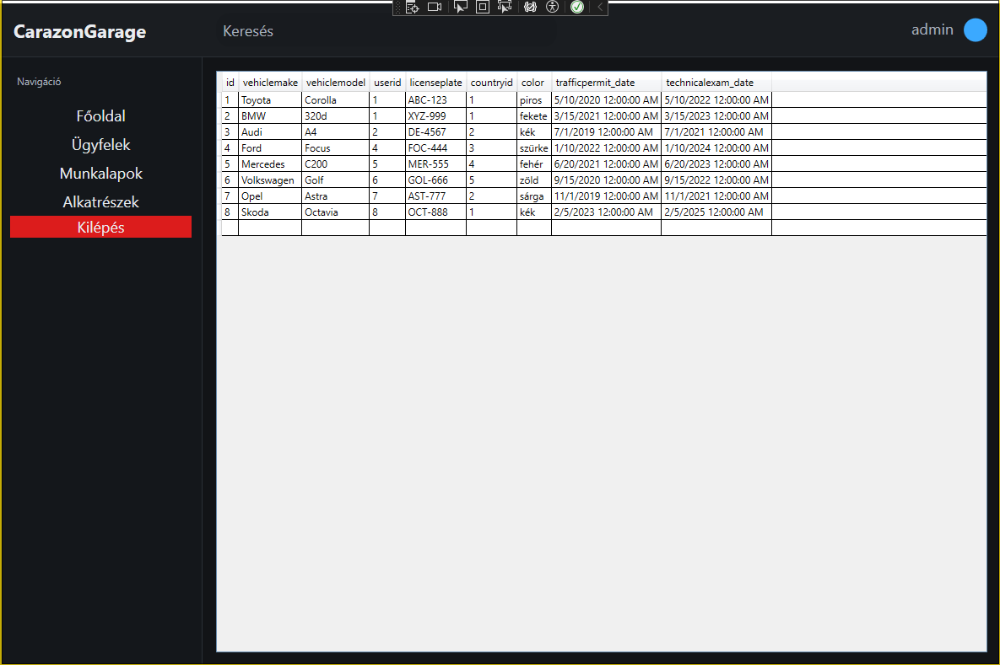 CarazonGarage
Keresés
admin
Navigáció
Főoldal
Ügyfelek
Munkalapok
Alkatrészek
Kilépés
id vehiclemake vehiclemodel userid licenseplate countryid color trafficpermit_date technicalexam_date
1 Toyota Corolla 1 ABC-123 1 piros 5/10/2020 12:00:00 AM 5/10/2022 12:00:00 AM
2 BMW 320d 1 XYZ-999 1 fekete 3/15/2021 12:00:00 AM 3/15/2023 12:00:00 AM
3 Audi A4 2 DE-4567 2 kék 7/1/2019 12:00:00 AM 7/1/2021 12:00:00 AM
4 Ford Focus 4 FOC-444 3 szürke 1/10/2022 12:00:00 AM 1/10/2024 12:00:00 AM
5 Mercedes C200 5 MER-555 4 fehér 6/20/2021 12:00:00 AM 6/20/2023 12:00:00 AM
6 Volkswagen Golf 6 GOL-666 5 zöld 9/15/2020 12:00:00 AM 9/15/2022 12:00:00 AM
7 Opel Astra 7 AST-777 2 sárga 11/1/2019 12:00:00 AM 11/1/2021 12:00:00 AM
8 Skoda Octavia 8 OCT-888 1 kék 2/5/2023 12:00:00 AM 2/5/2025 12:00:00 AM